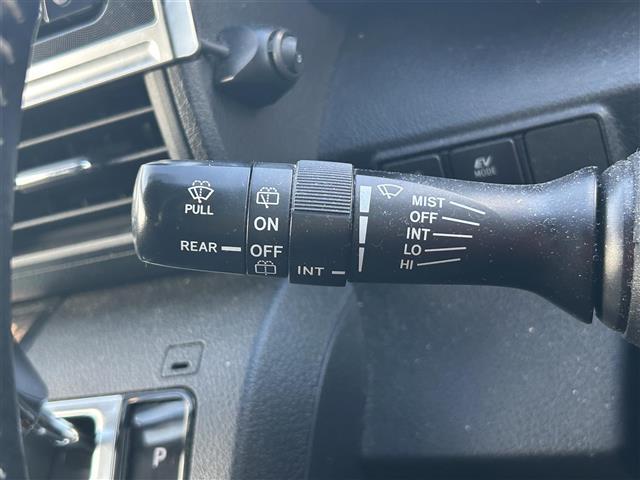 EV
MODE
PULL
REAR
ON
OFF
INT
MIST
OFF
INT
LO
HI
P